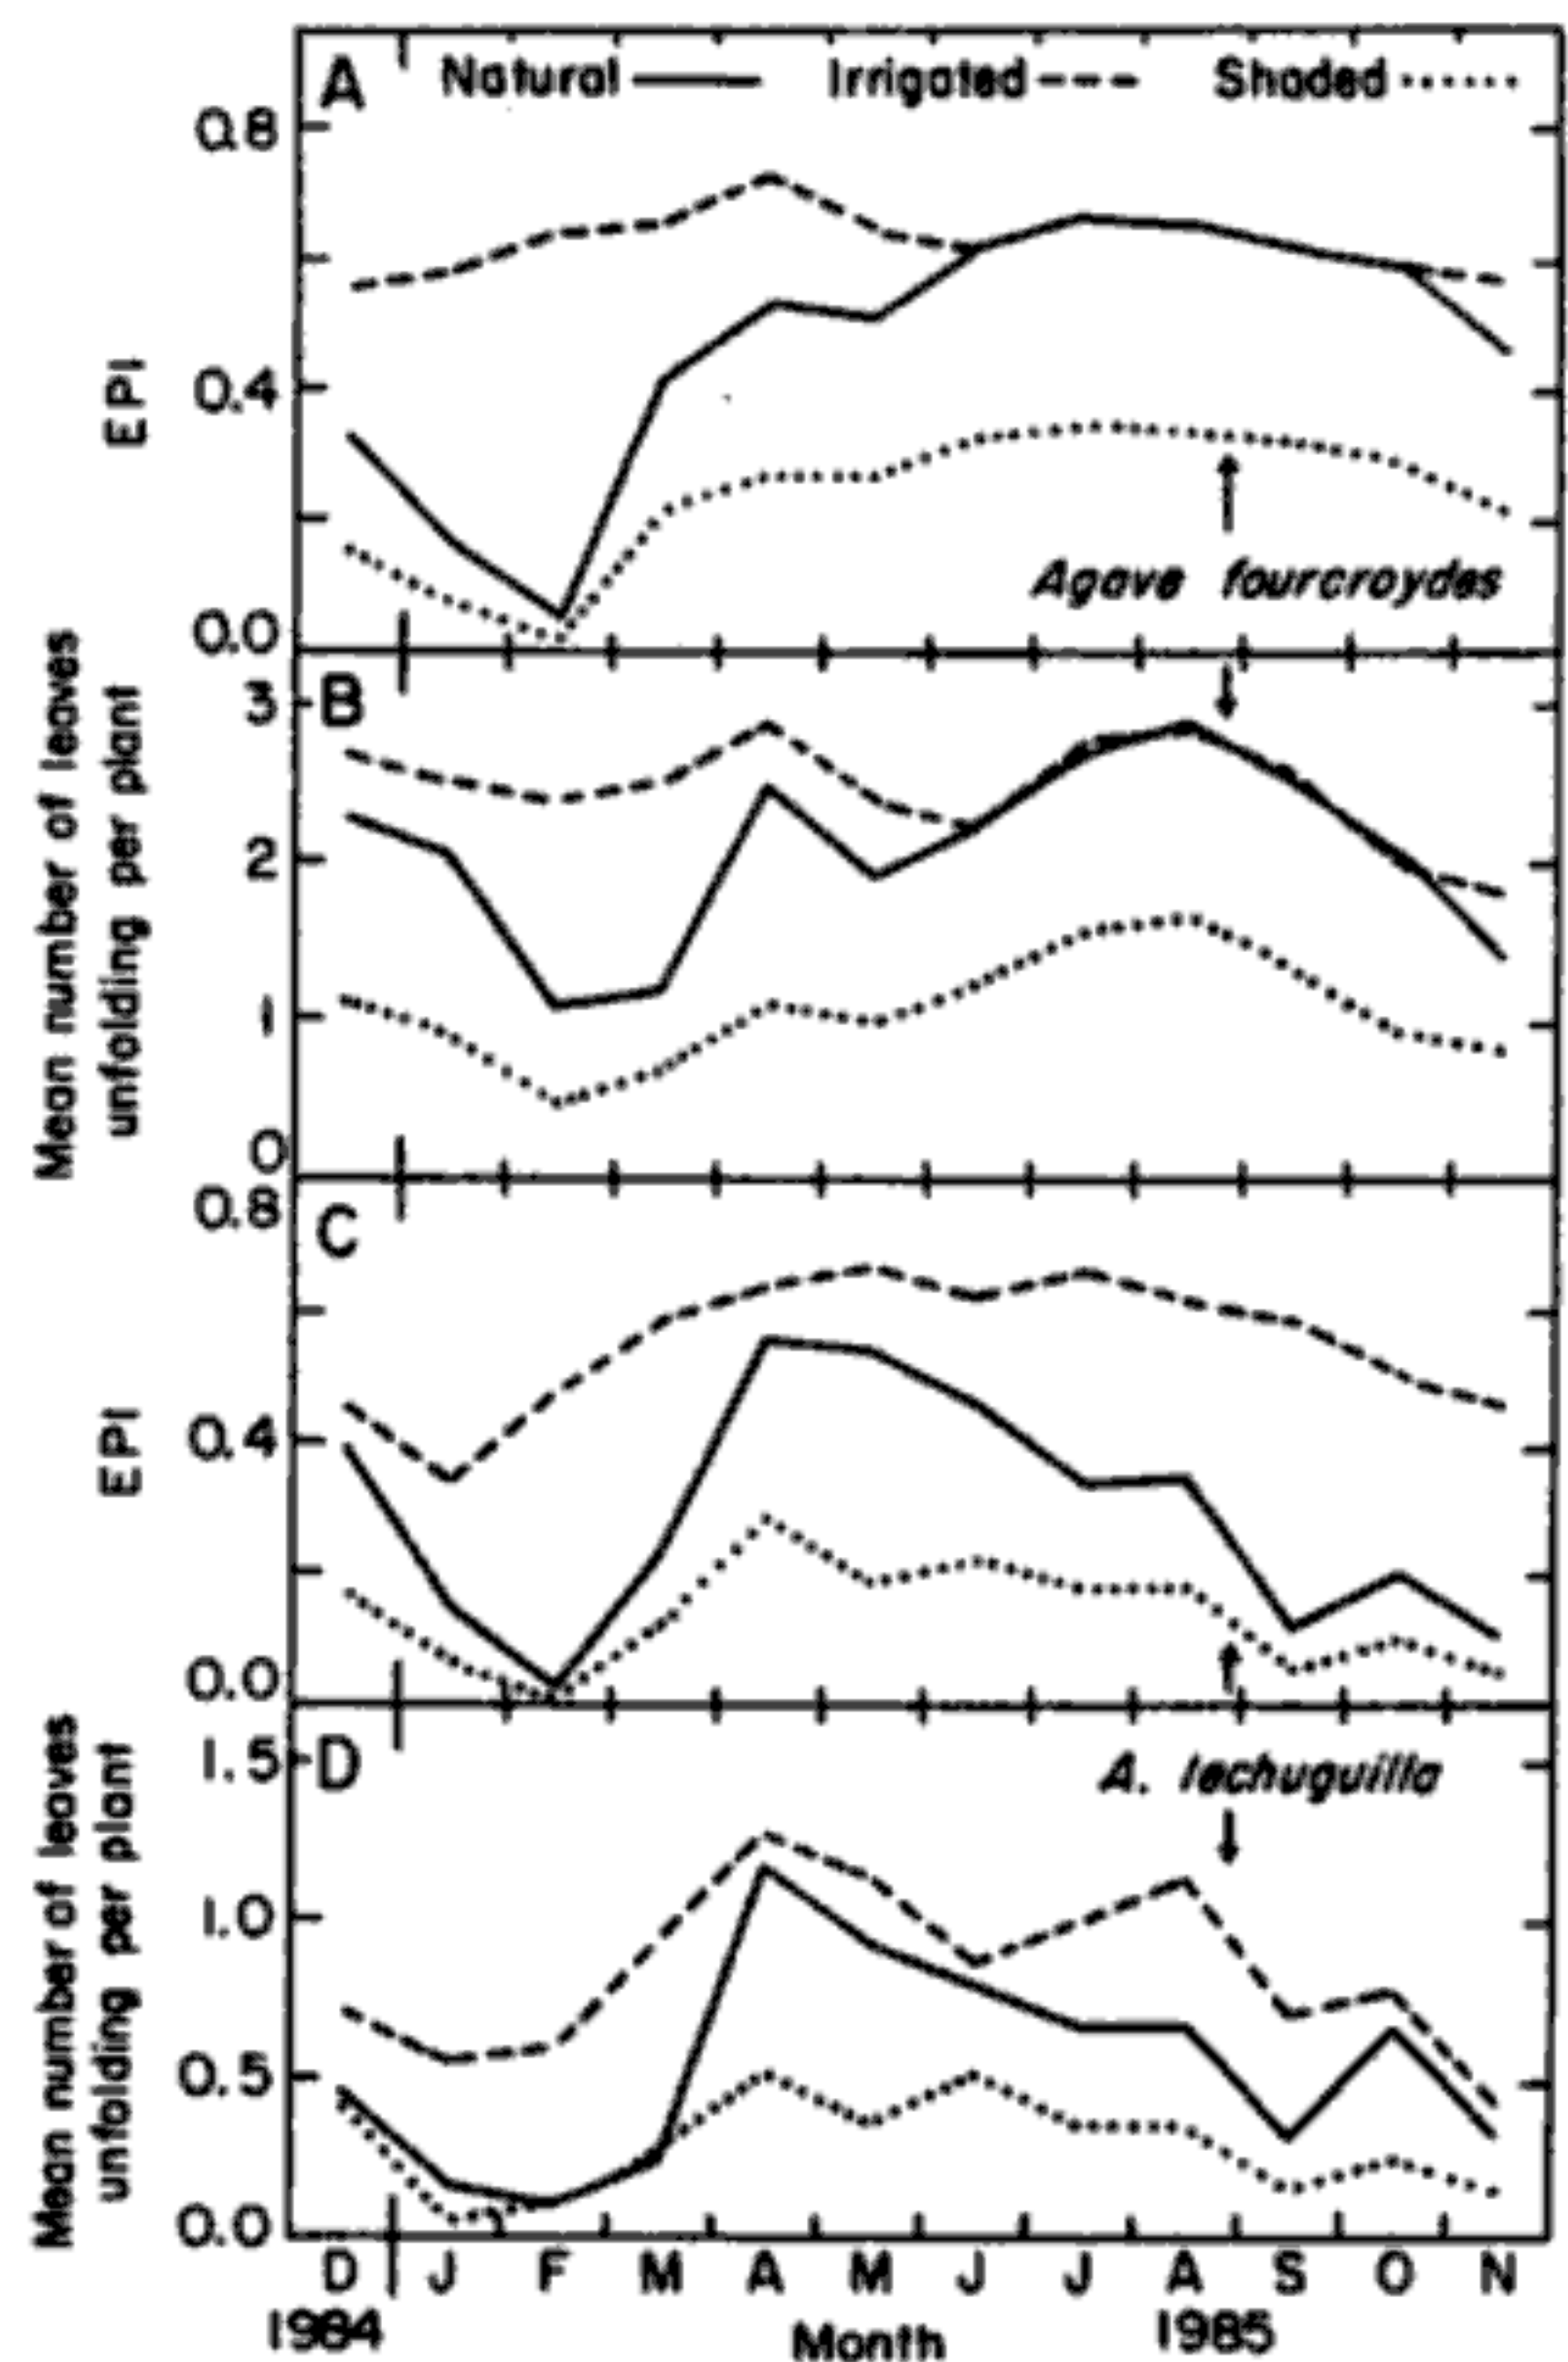 A Natural Irrigated Shaded
0.8
0.4
0.0
EPI
Agave fourcroydes
B
3
2
1
0
Mean number of leaves
unfolding per plant
C
0.8
0.4
0.0
EPI
A. lechuguilla
D
1.5
1.0
0.5
0.0
Mean number of leaves
unfolding per plant
D J F M A M J J A S O N
1984 Month 1985